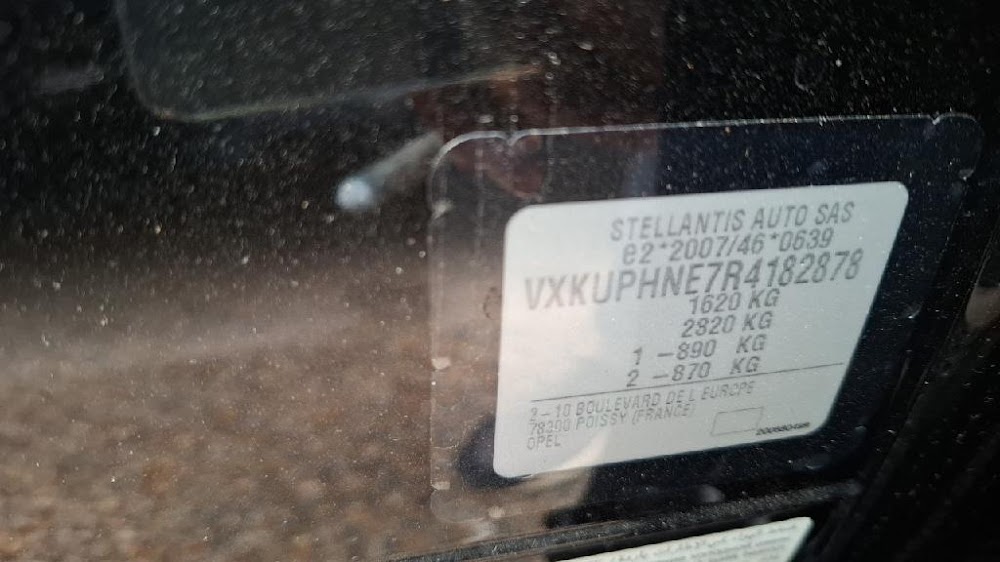 STELLANTIS AUTO SAS
e2*2007/46*0639
VXKUPHNE7R4182878
1620 KG
2820 KG
1 -890 KG
2 -870 KG
2-10 BOULEVARD DE L EUROPE
78300 POISSY (FRANCE)
OPEL